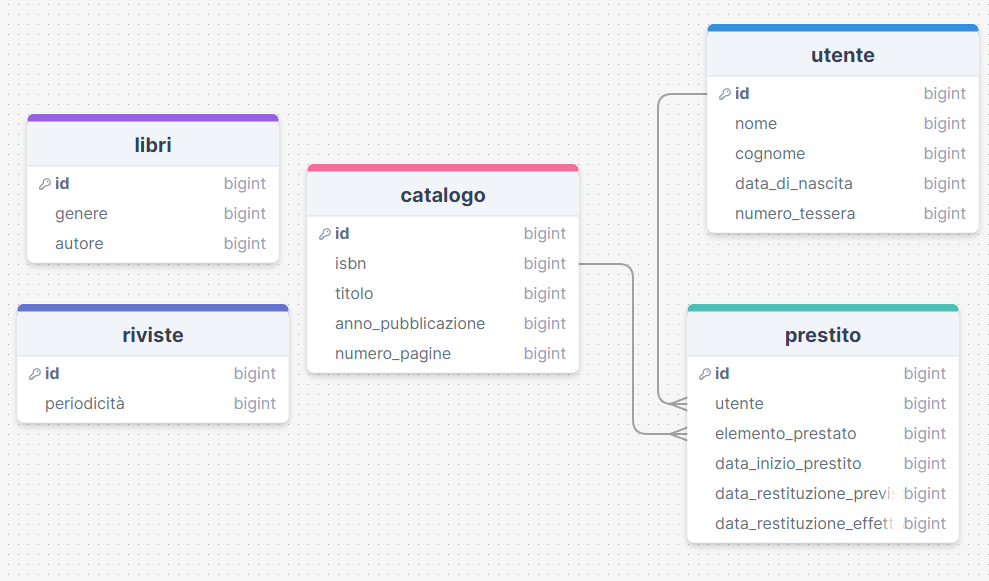 utente
id bigint
nome bigint
cognome bigint
data_di_nascita bigint
numero_tessera bigint
libri
id bigint
genere bigint
autore bigint
catalogo
id bigint
isbn bigint
titolo bigint
anno_pubblicazione bigint
numero_pagine bigint
riviste
id bigint
periodicità bigint
prestito
id bigint
utente bigint
elemento_prestato bigint
data_inizio_prestito bigint
data_restituzione_previs bigint
data_restituzione_effett bigint